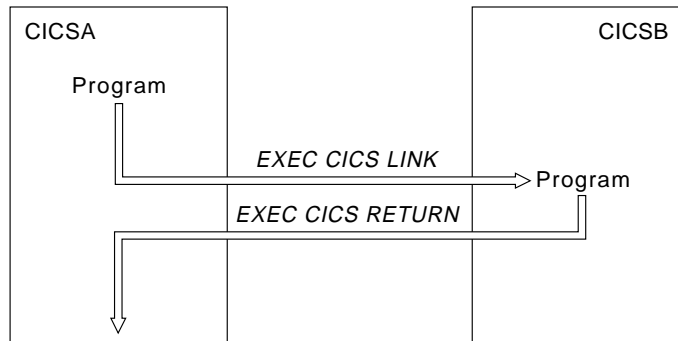 CICSA
CICSB
Program
EXEC CICS LINK
Program
EXEC CICS RETURN